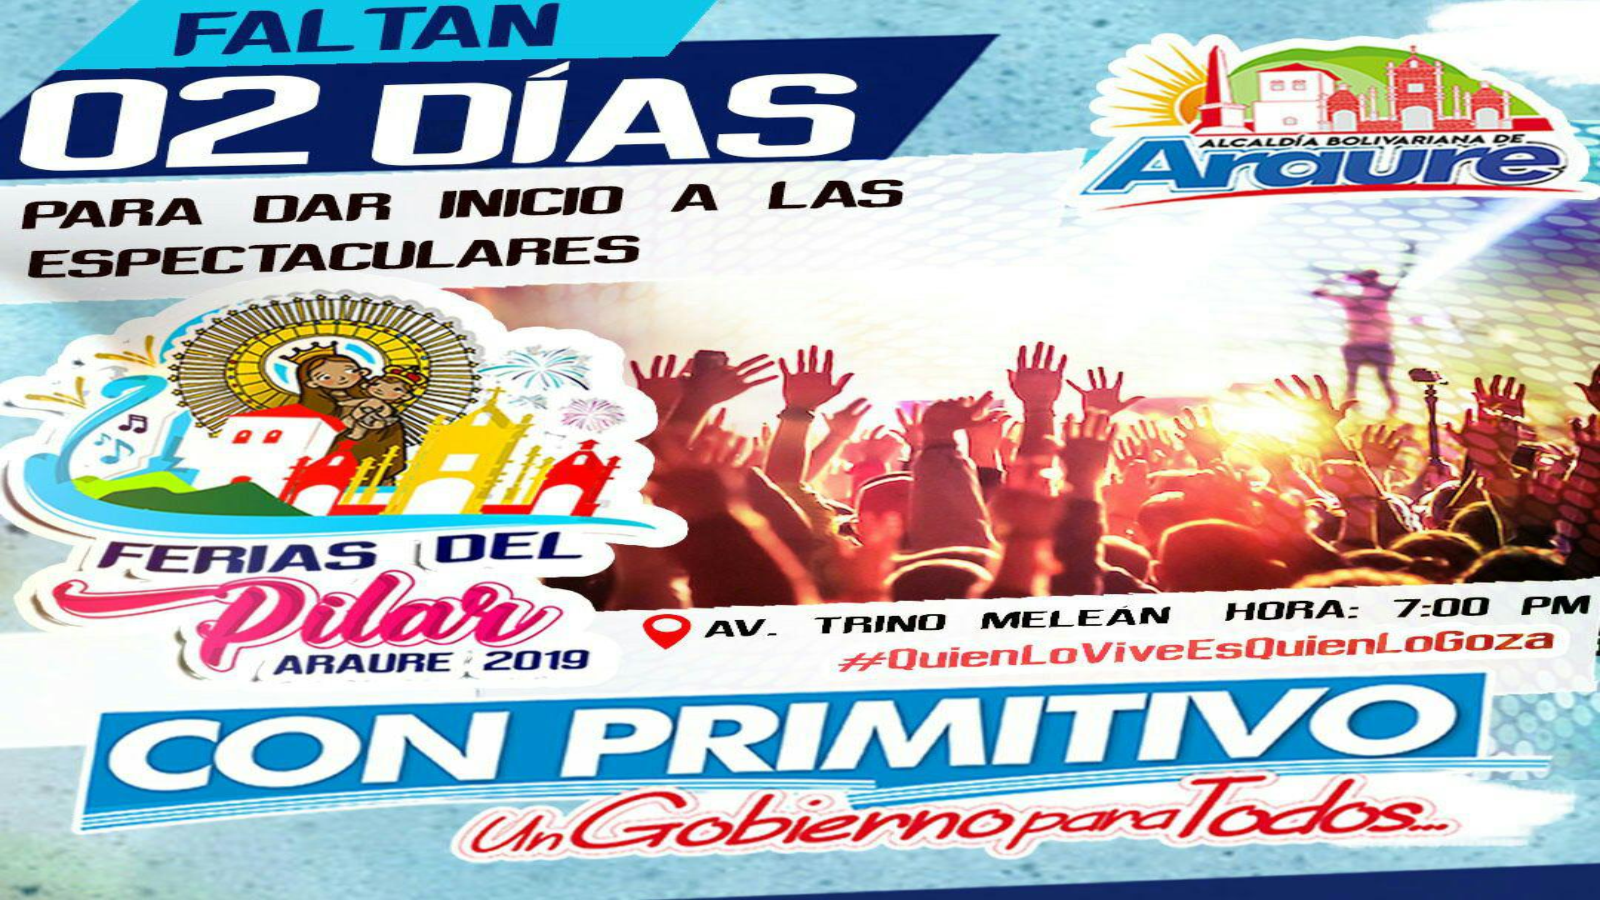 FALTAN
02 DÍAS
PARA DAR INICIO A LAS
ESPECTACULARES
ALCALDÍA BOLIVARIANA DE
Araure
FERIAS DEL
Pilar
ARAURE 2019
AV. TRINO MELEÁN HORA: 7:00 PM
#QuienLoViveEsQuienLoGoza
CON PRIMITIVO
Un Gobierno para Todos...